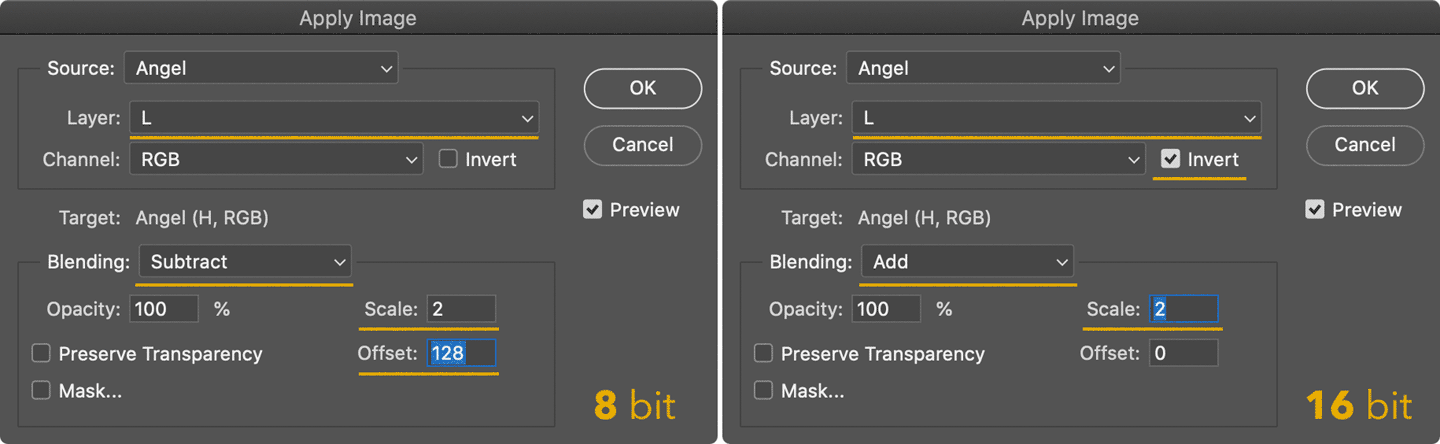 Apply Image
Source: Angel
OK
Layer: L
Cancel
Channel: RGB Invert
Preview
Target: Angel (H, RGB)
Blending: Subtract
Opacity: 100 % Scale: 2
Preserve Transparency Offset: 128
Mask...
8 bit
Apply Image
Source: Angel
OK
Layer: L
Cancel
Channel: RGB Invert
Preview
Target: Angel (H, RGB)
Blending: Add
Opacity: 100 % Scale: 2
Preserve Transparency Offset: 0
Mask...
16 bit